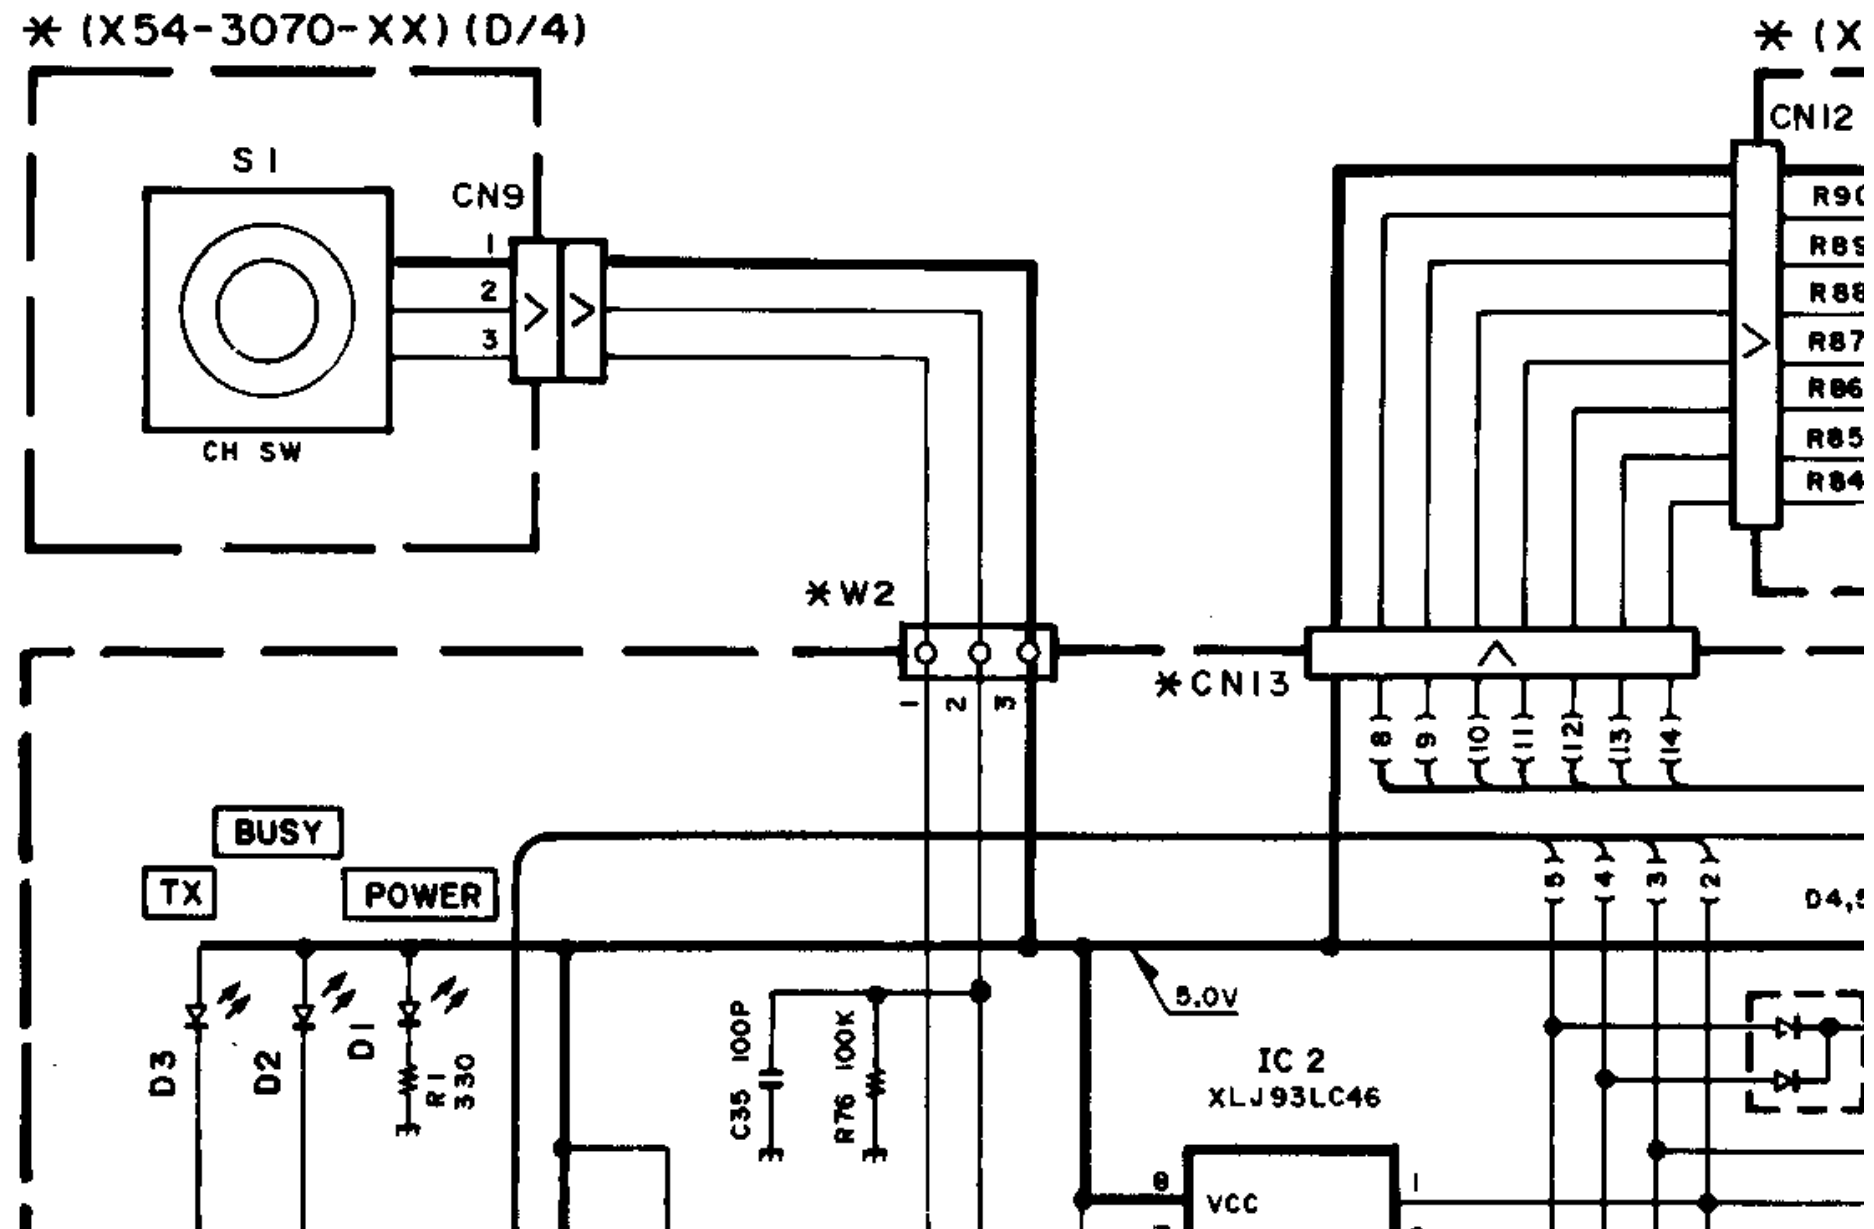 * (X54-3070-XX) (D/4)
* (X
CN12
S1
CN9
1
2
3
CH SW
R90
R89
R88
R87
R86
R85
R84
*W2
1
2
3
*CN13
(8)
(9)
(10)
(11)
(12)
(13)
(14)
BUSY
TX
POWER
(5)
(4)
(3)
(2)
D4,5
5.0V
D3
D2
D1
R1
330
C35 100P
R76 100K
IC 2
XLJ93LC46
8
VCC
1